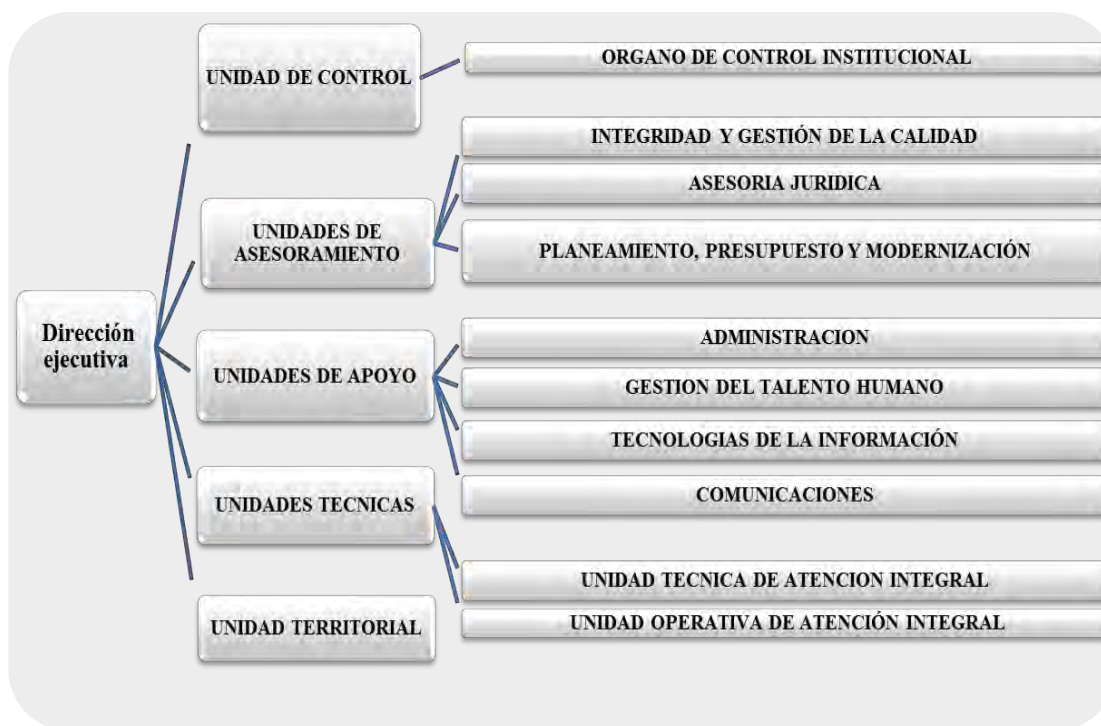 Dirección
ejecutiva
UNIDAD DE CONTROL
ORGANO DE CONTROL INSTITUCIONAL
UNIDADES DE
ASESORAMIENTO
INTEGRIDAD Y GESTIÓN DE LA CALIDAD
ASESORIA JURIDICA
PLANEAMIENTO, PRESUPUESTO Y MODERNIZACIÓN
UNIDADES DE APOYO
ADMINISTRACION
GESTION DEL TALENTO HUMANO
TECNOLOGIAS DE LA INFORMACIÓN
COMUNICACIONES
UNIDADES TECNICAS
UNIDAD TECNICA DE ATENCION INTEGRAL
UNIDAD OPERATIVA DE ATENCIÓN INTEGRAL
UNIDAD TERRITORIAL